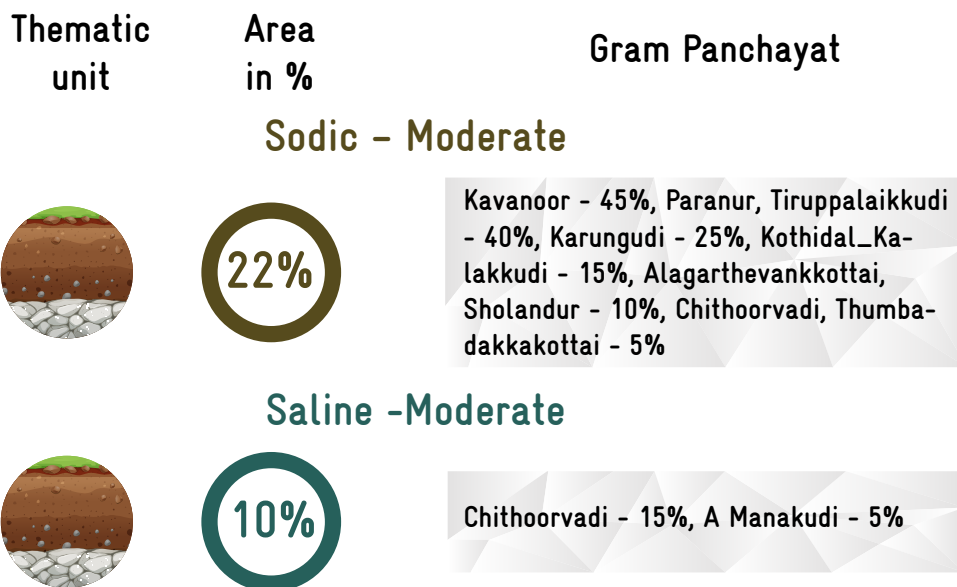 Thematic
unit
Area
in %
Gram Panchayat
Sodic - Moderate
22%
Kavanoor - 45%, Paranur, Tiruppalaikkudi
- 40%, Karungudi - 25%, Kothidal_Ka-
lakkudi - 15%, Alagarthevankkottai,
Sholandur - 10%, Chithoorvadi, Thumba-
dakkakottai - 5%
Saline -Moderate
10%
Chithoorvadi - 15%, A Manakudi - 5%